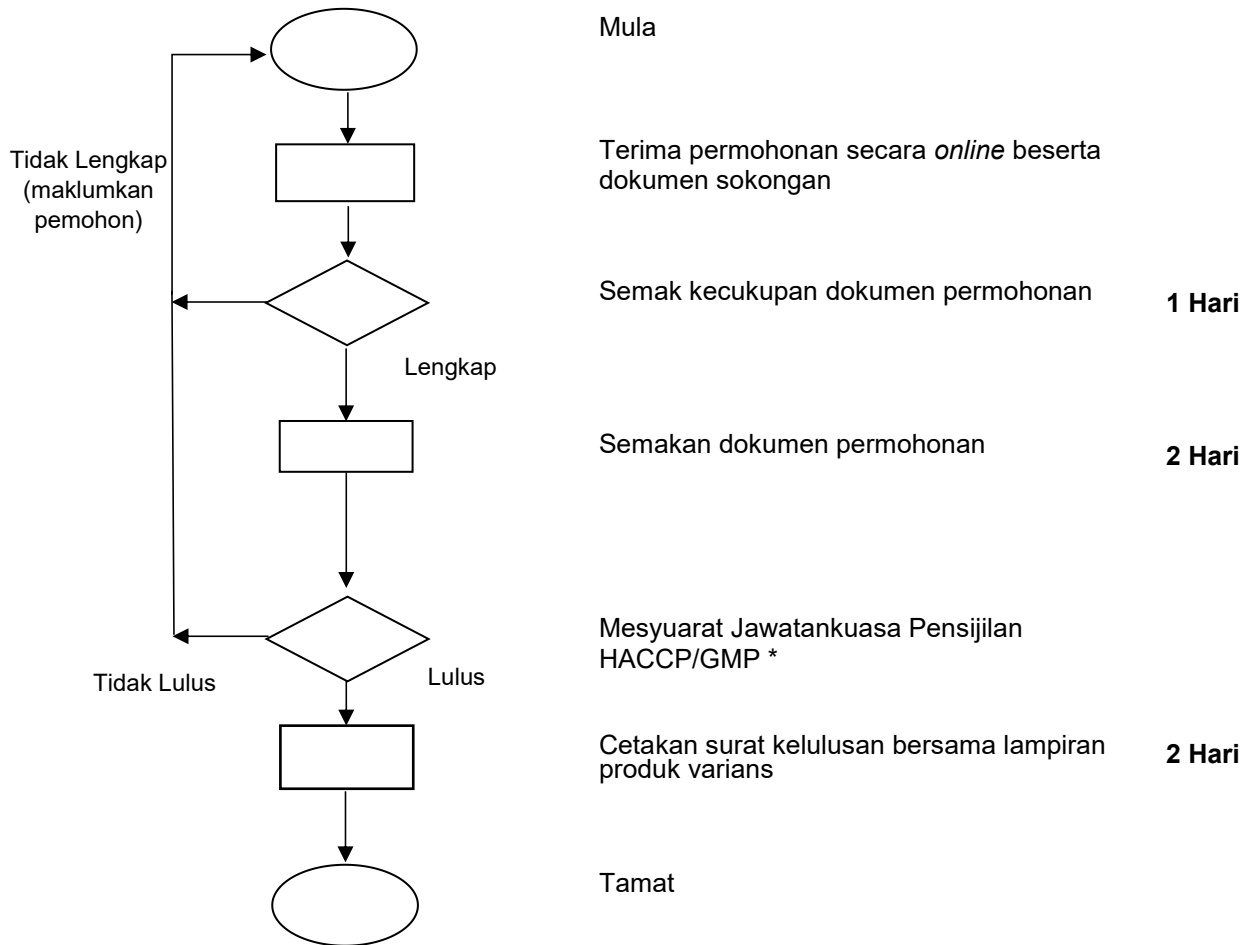 Mula
Tidak Lengkap
(maklumkan
pemohon)
Terima permohonan secara online beserta
dokumen sokongan
Semak kecukupan dokumen permohonan
1 Hari
Lengkap
Semakan dokumen permohonan
2 Hari
Mesyuarat Jawatankuasa Pensijilan
HACCP/GMP *
Tidak Lulus
Lulus
Cetakan surat kelulusan bersama lampiran
produk varians
2 Hari
Tamat